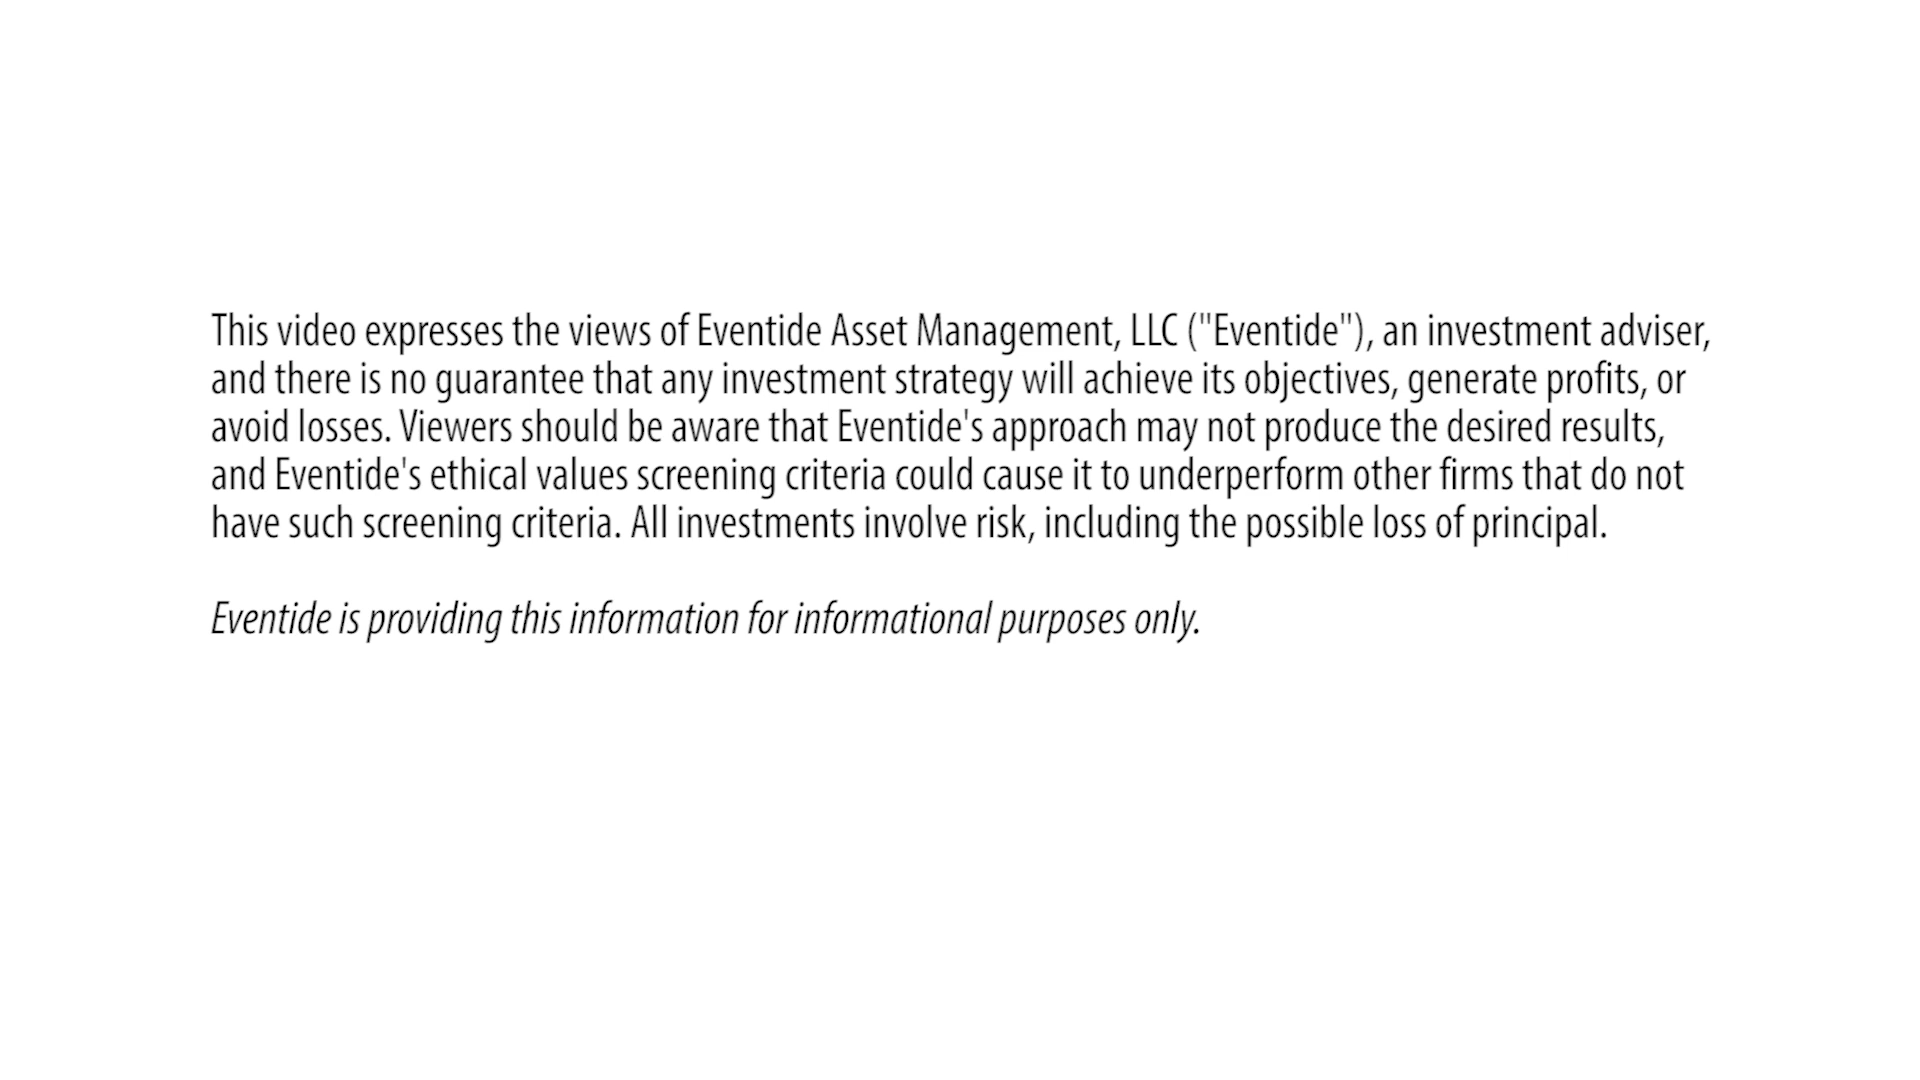 This video expresses the views of Eventide Asset Management, LLC ("Eventide"), an investment adviser,
and there is no guarantee that any investment strategy will achieve its objectives, generate profits, or
avoid losses. Viewers should be aware that Eventide's approach may not produce the desired results,
and Eventide's ethical values screening criteria could cause it to underperform other firms that do not
have such screening criteria. All investments involve risk, including the possible loss of principal.
Eventide is providing this information for informational purposes only.